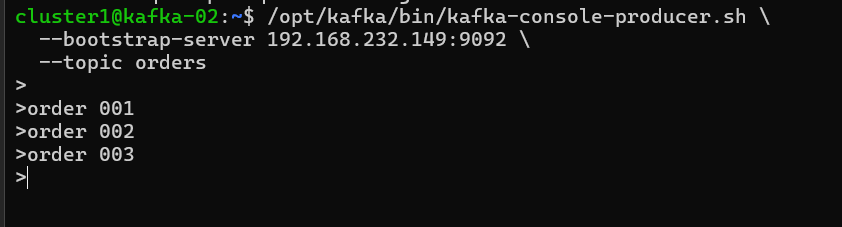 cluster1@kafka-02:~$ /opt/kafka/bin/kafka-console-producer.sh \
  --bootstrap-server 192.168.232.149:9092 \
  --topic orders
>
>order 001
>order 002
>order 003
>